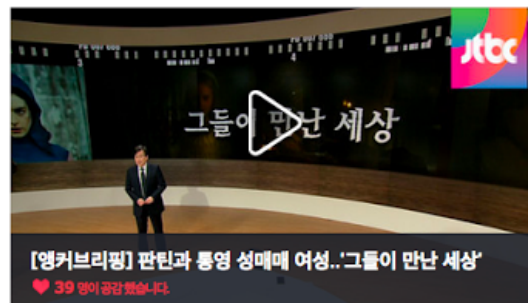 jtbc
그들이 만난 세상
[앵커브리핑] 판틴과 통영 성매매 여성..'그들이 만난 세상'
♥ 39 명이 공감했습니다.